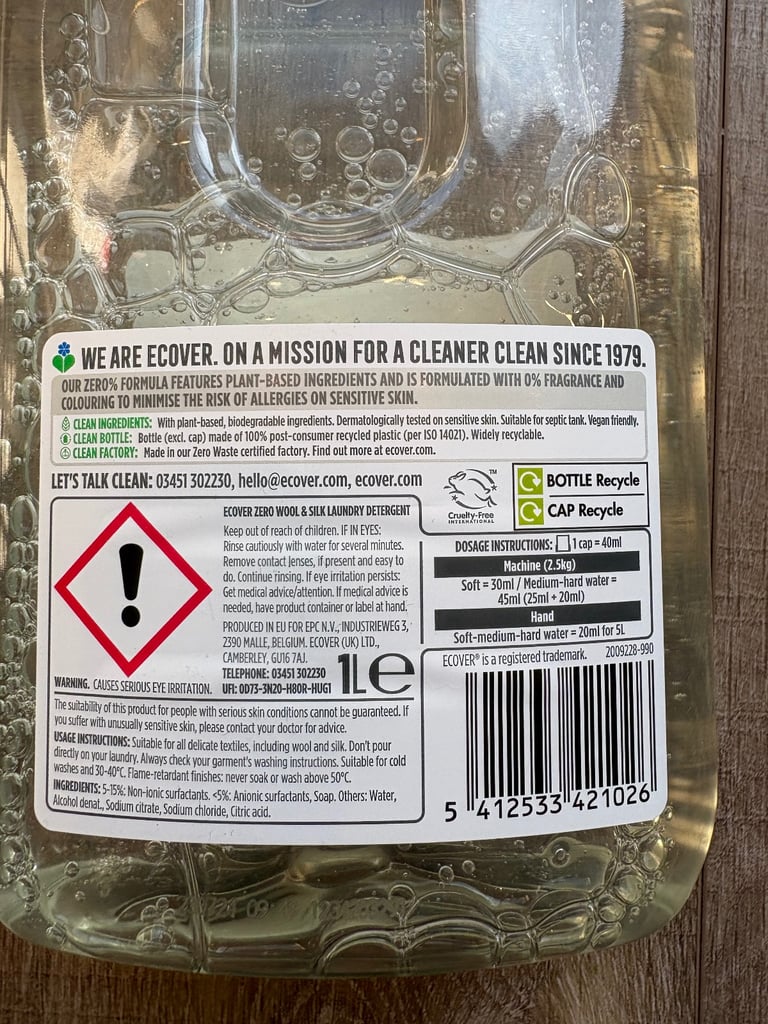 WE ARE ECOVER. ON A MISSION FOR A CLEANER CLEAN SINCE 1979.
OUR ZERO% FORMULA FEATURES PLANT-BASED INGREDIENTS AND IS FORMULATED WITH 0% FRAGRANCE AND
COLOURING TO MINIMISE THE RISK OF ALLERGIES ON SENSITIVE SKIN.
CLEAN INGREDIENTS: With plant-based, biodegradable ingredients. Dermatologically tested on sensitive skin. Suitable for septic tank. Vegan friendly.
CLEAN BOTTLE: Bottle (excl. cap) made of 100% post-consumer recycled plastic (per ISO 14021). Widely recyclable.
CLEAN FACTORY: Made in our Zero Waste certified factory. Find out more at ecover.com.
LET'S TALK CLEAN: 03451 302230, hello@ecover.com, ecover.com
TM
Cruelty-Free
INTERNATIONAL
BOTTLE Recycle
CAP Recycle
ECOVER ZERO WOOL & SILK LAUNDRY DETERGENT
Keep out of reach of children. IF IN EYES:
Rinse cautiously with water for several minutes.
Remove contact lenses, if present and easy to
do. Continue rinsing. If eye irritation persists:
Get medical advice/attention. If medical advice is
needed, have product container or label at hand.
PRODUCED IN EU FOR EPC N.V., INDUSTRIEWEG 3,
2390 MALLE, BELGIUM. ECOVER (UK) LTD.,
CAMBERLEY, GU16 7AJ.
TELEPHONE: 03451 302230
UFI: 0D73-3N20-H80R-HUG1
1L e
WARNING. CAUSES SERIOUS EYE IRRITATION.
The suitability of this product for people with serious skin conditions cannot be guaranteed. If
you suffer with unusually sensitive skin, please contact your doctor for advice.
USAGE INSTRUCTIONS: Suitable for all delicate textiles, including wool and silk. Don't pour
directly on your laundry. Always check your garment's washing instructions. Suitable for cold
washes and 30-40°C. Flame-retardant finishes: never soak or wash above 50°C.
INGREDIENTS: 5-15%: Non-ionic surfactants. <5%: Anionic surfactants, Soap. Others: Water,
Alcohol denat., Sodium citrate, Sodium chloride, Citric acid.
DOSAGE INSTRUCTIONS: 1 cap = 40ml
Machine (2.5kg)
Soft = 30ml / Medium-hard water =
45ml (25ml + 20ml)
Hand
Soft-medium-hard water = 20ml for 5L
ECOVER® is a registered trademark. 2009228-990
5 412533 421026